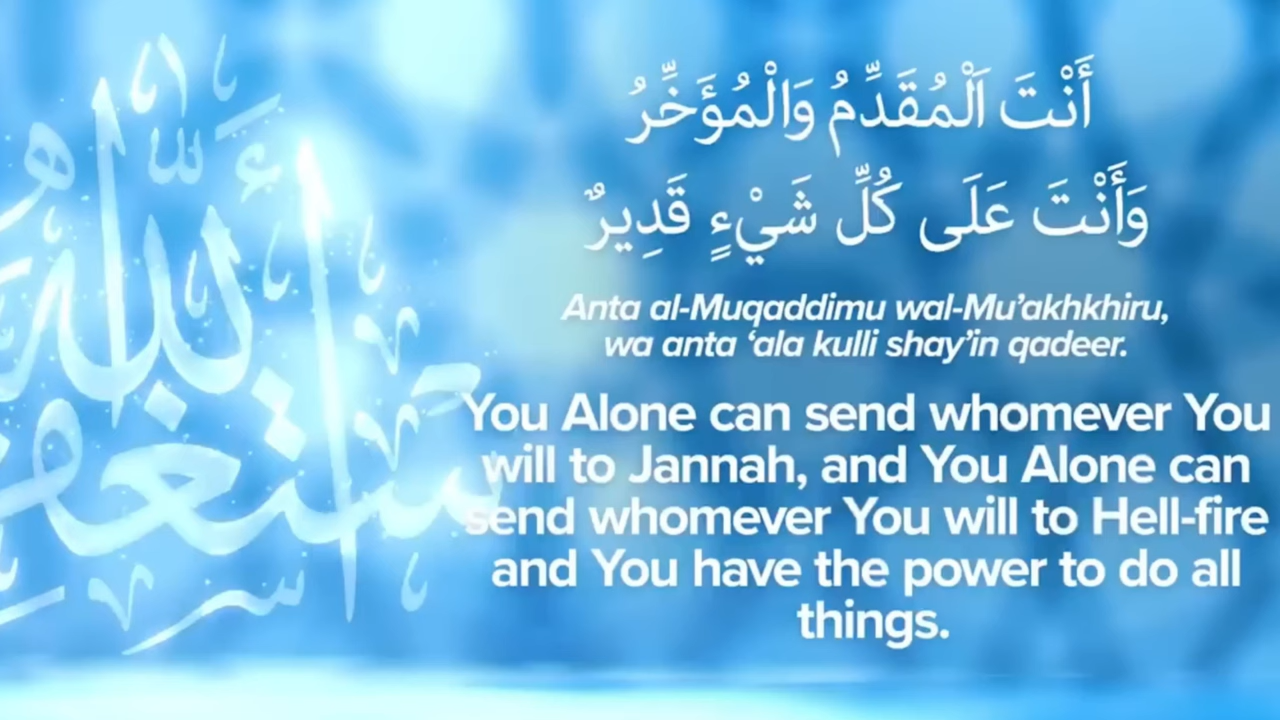 أَسْتَغْفِرُ اللهَ
أَنْتَ اَلْمُقَدِّمُ وَالْمُؤَخِّرُ
وَأَنْتَ عَلَى كُلِّ شَيْءٍ قَدِيرٌ
Anta al-Muqaddimu wal-Mu’akhkhiru,
wa anta ‘ala kulli shay’in qadeer.
You Alone can send whomever You
will to Jannah, and You Alone can
send whomever You will to Hell-fire
and You have the power to do all
things.